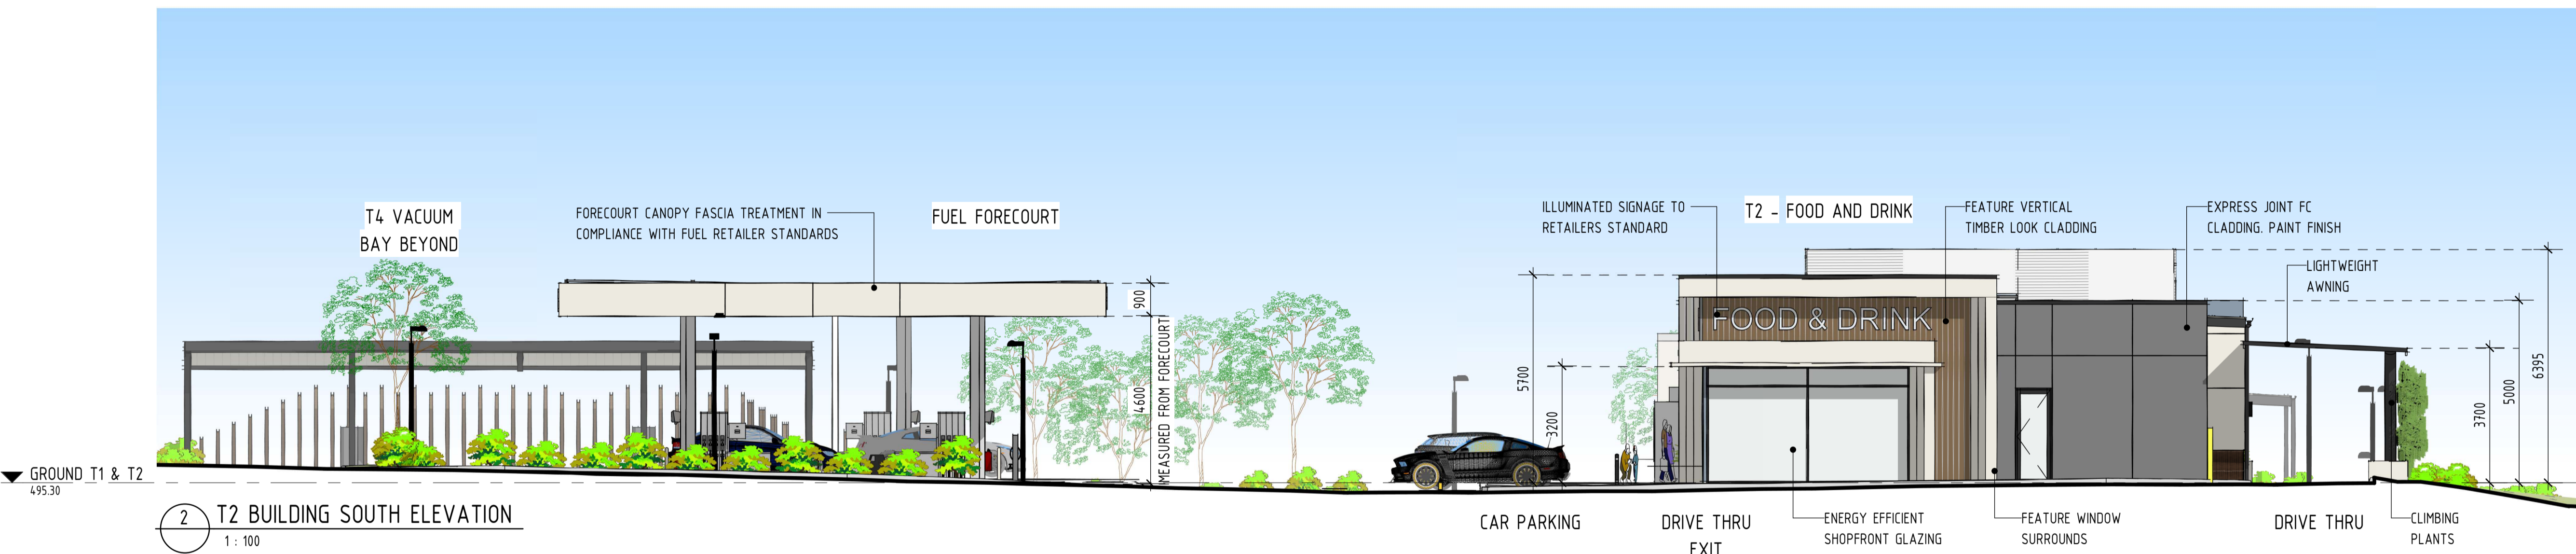 T4 VACUUM
BAY BEYOND
FORECOURT CANOPY FASCIA TREATMENT IN
COMPLIANCE WITH FUEL RETAILER STANDARDS
FUEL FORECOURT
ILLUMINATED SIGNAGE TO
RETAILERS STANDARD
T2 - FOOD AND DRINK
FEATURE VERTICAL
TIMBER LOOK CLADDING
EXPRESS JOINT FC
CLADDING. PAINT FINISH
LIGHTWEIGHT
AWNING
900
4600
MEASURED FROM FORECOURT
5700
3200
FOOD & DRINK
3700
5000
6395
GROUND T1 & T2
495.30
2
T2 BUILDING SOUTH ELEVATION
1 : 100
CAR PARKING
DRIVE THRU
EXIT
ENERGY EFFICIENT
SHOPFRONT GLAZING
FEATURE WINDOW
SURROUNDS
DRIVE THRU
CLIMBING
PLANTS